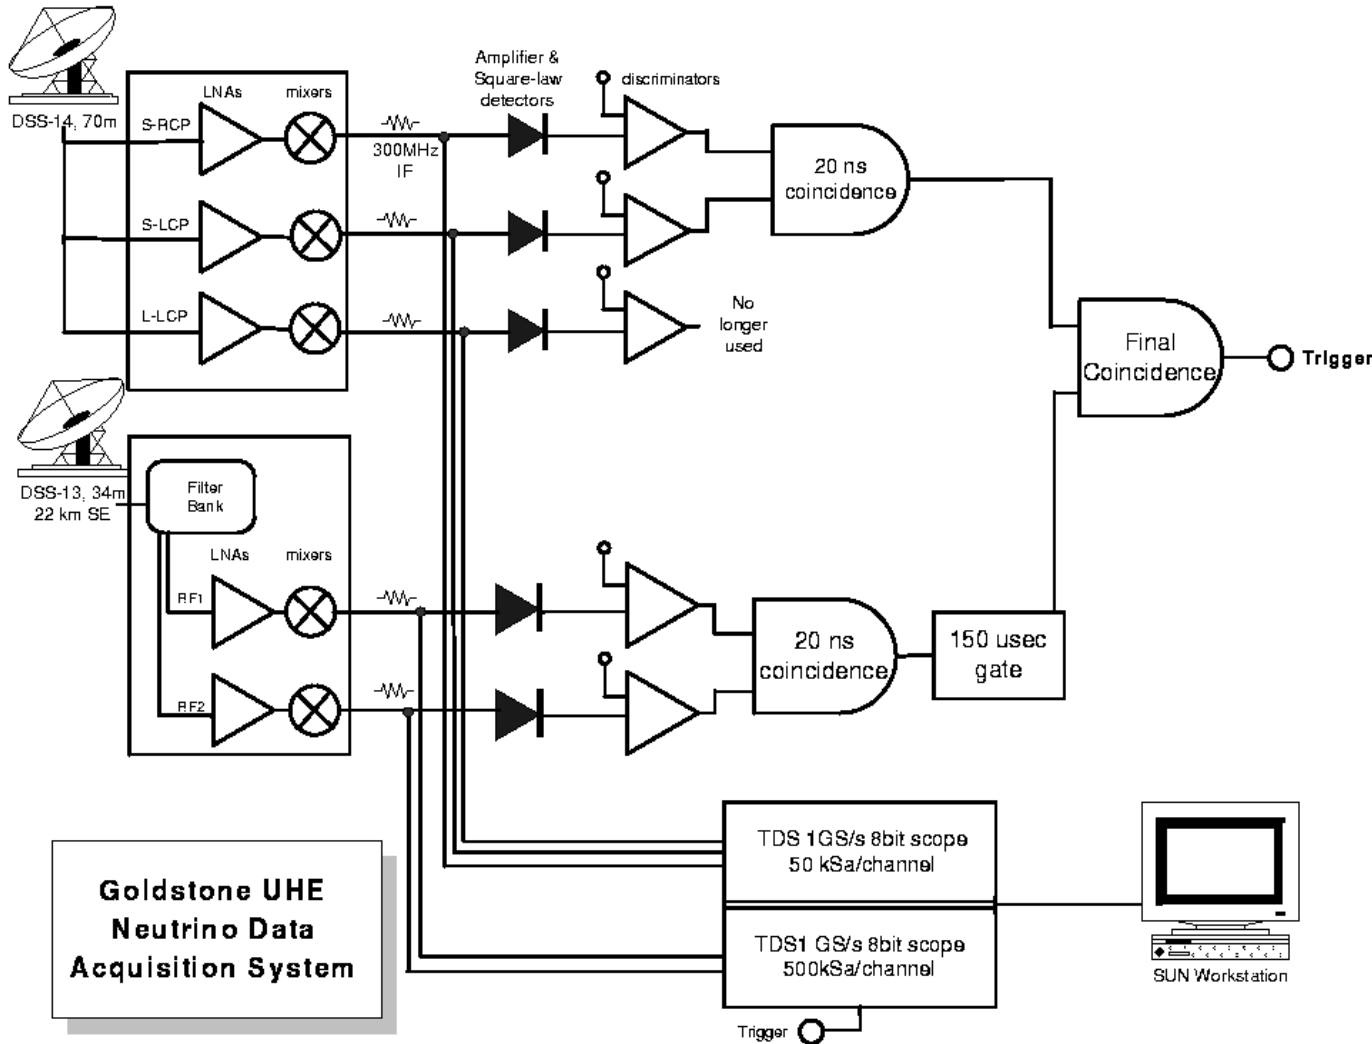 DSS-14, 70m
LNAs
mixers
Amplifier &
Square-law
detectors
discriminators
S-RCP
300MHz
IF
20 ns
coincidence
S-LCP
L-LCP
No
longer
used
Final
Coincidence
Trigger
DSS-13, 34m
22 km SE
Filter
Bank
LNAs
mixers
RF1
RF2
20 ns
coincidence
150 usec
gate
TDS 1GS/s 8bit scope
50 kSa/channel
TDS1 GS/s 8bit scope
500kSa/channel
Trigger
SUN Workstation
Goldstone UHE
Neutrino Data
Acquisition System